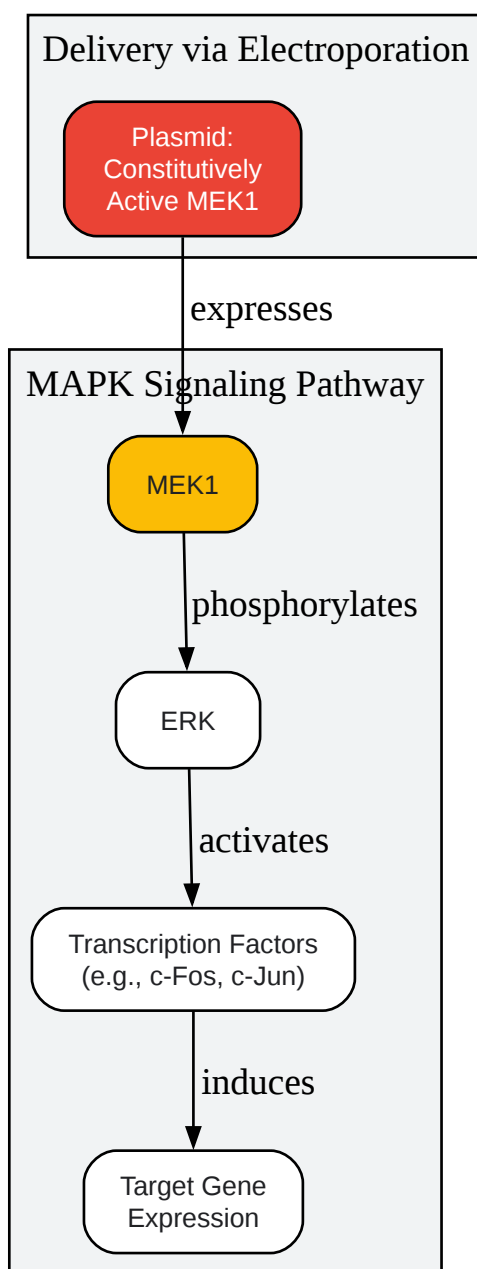 Delivery via Electroporation
Plasmid:
Constitutively
Active MEK1
expresses
MAPK Signaling Pathway
MEK1
phosphorylates
ERK
activates
Transcription Factors
(e.g., c-Fos, c-Jun)
induces
Target Gene
Expression